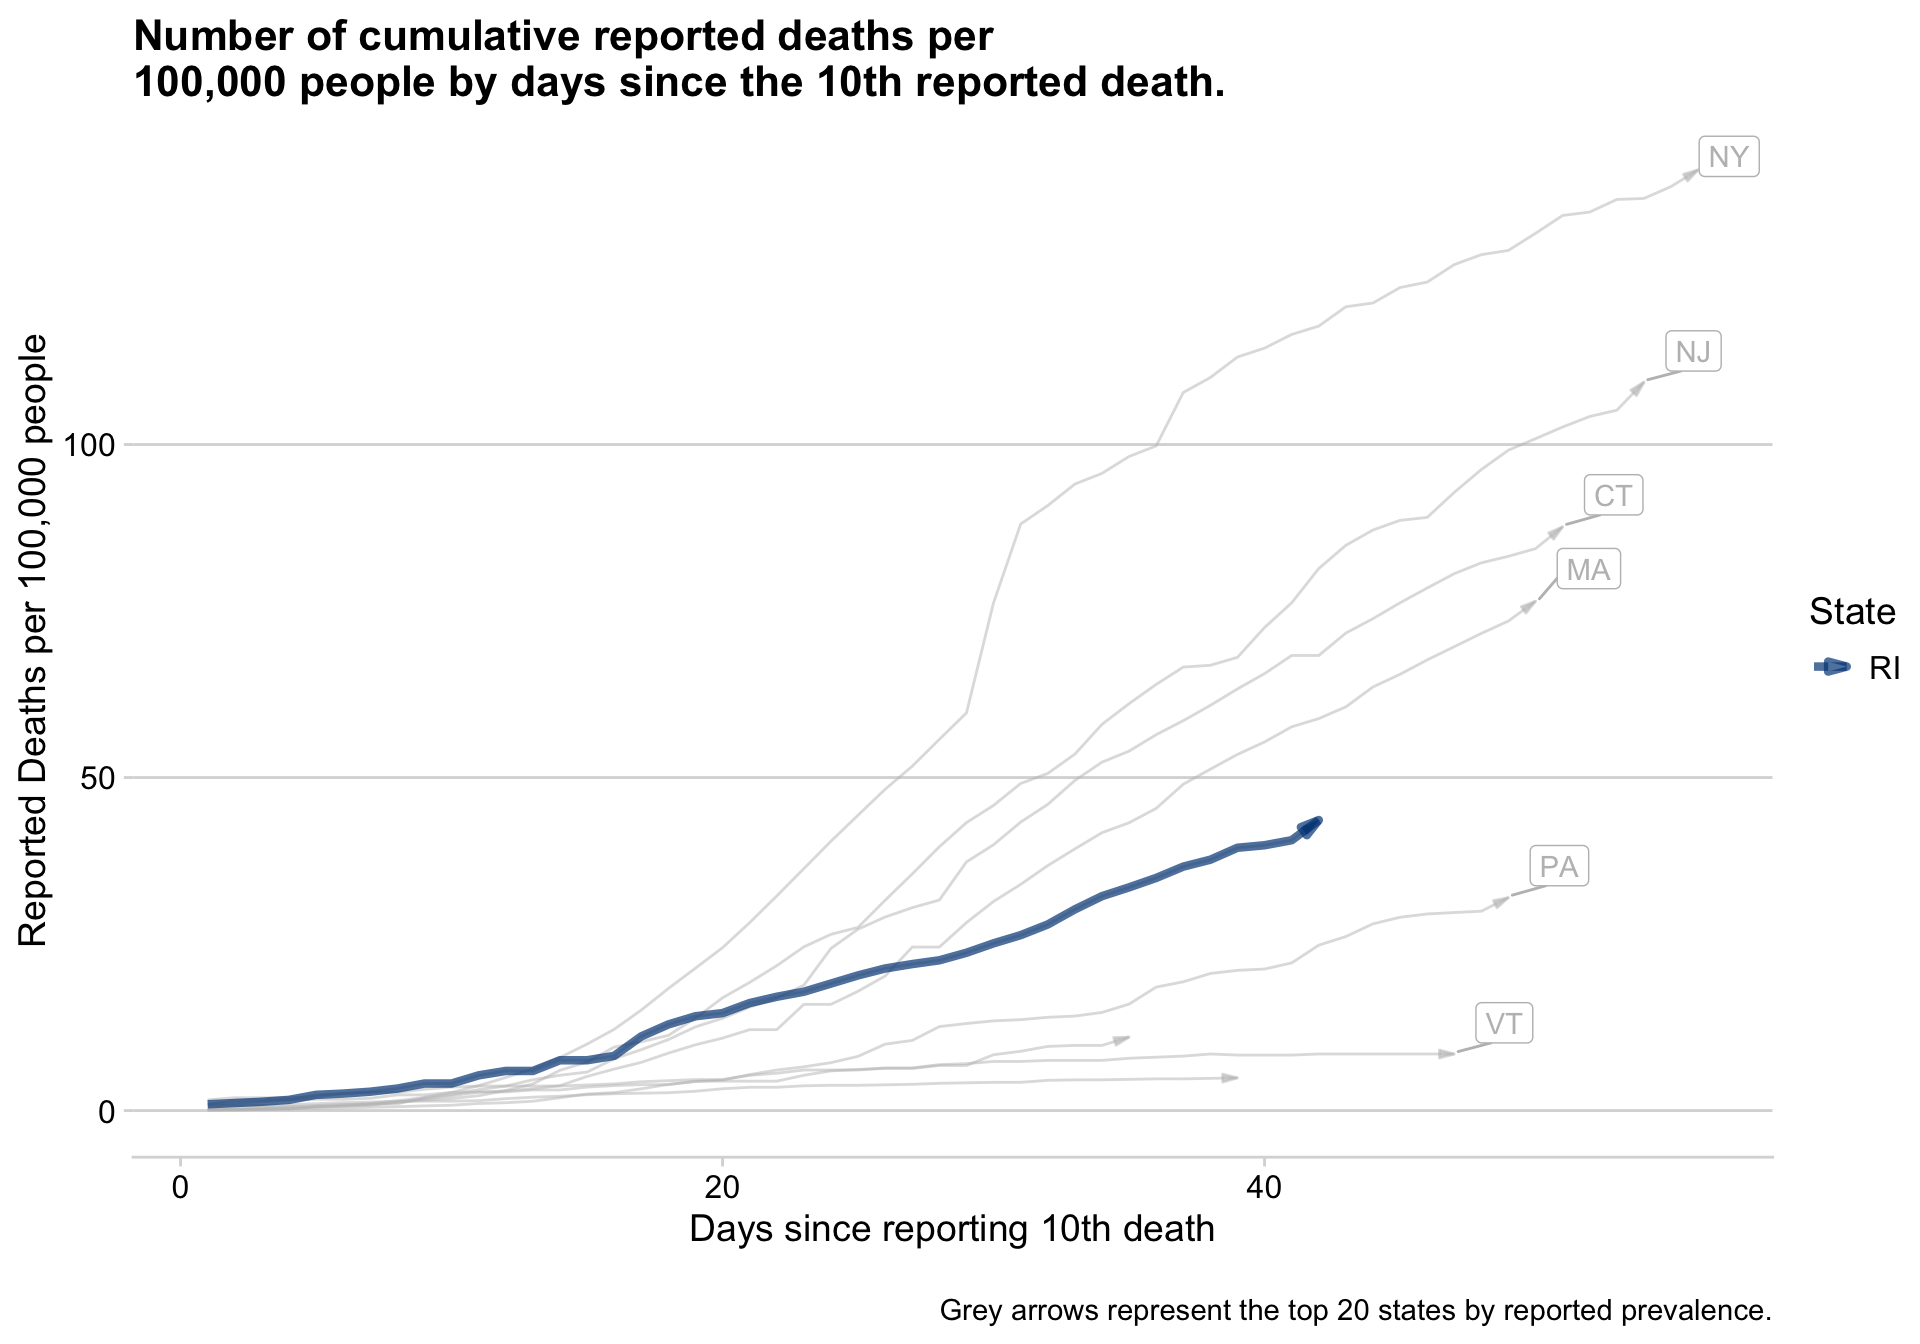 Number of cumulative reported deaths per
100,000 people by days since the 10th reported death.
NY
NJ
CT
MA
PA
VT
Reported Deaths per 100,000 people
100
50
0
0
20
40
Days since reporting 10th death
State
RI
Grey arrows represent the top 20 states by reported prevalence.